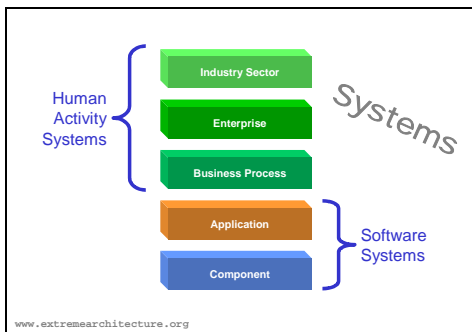 Industry Sector
Human
Activity
Systems
Systems
Enterprise
Business Process
Application
Software
Systems
Component
www.extremearchitecture.org